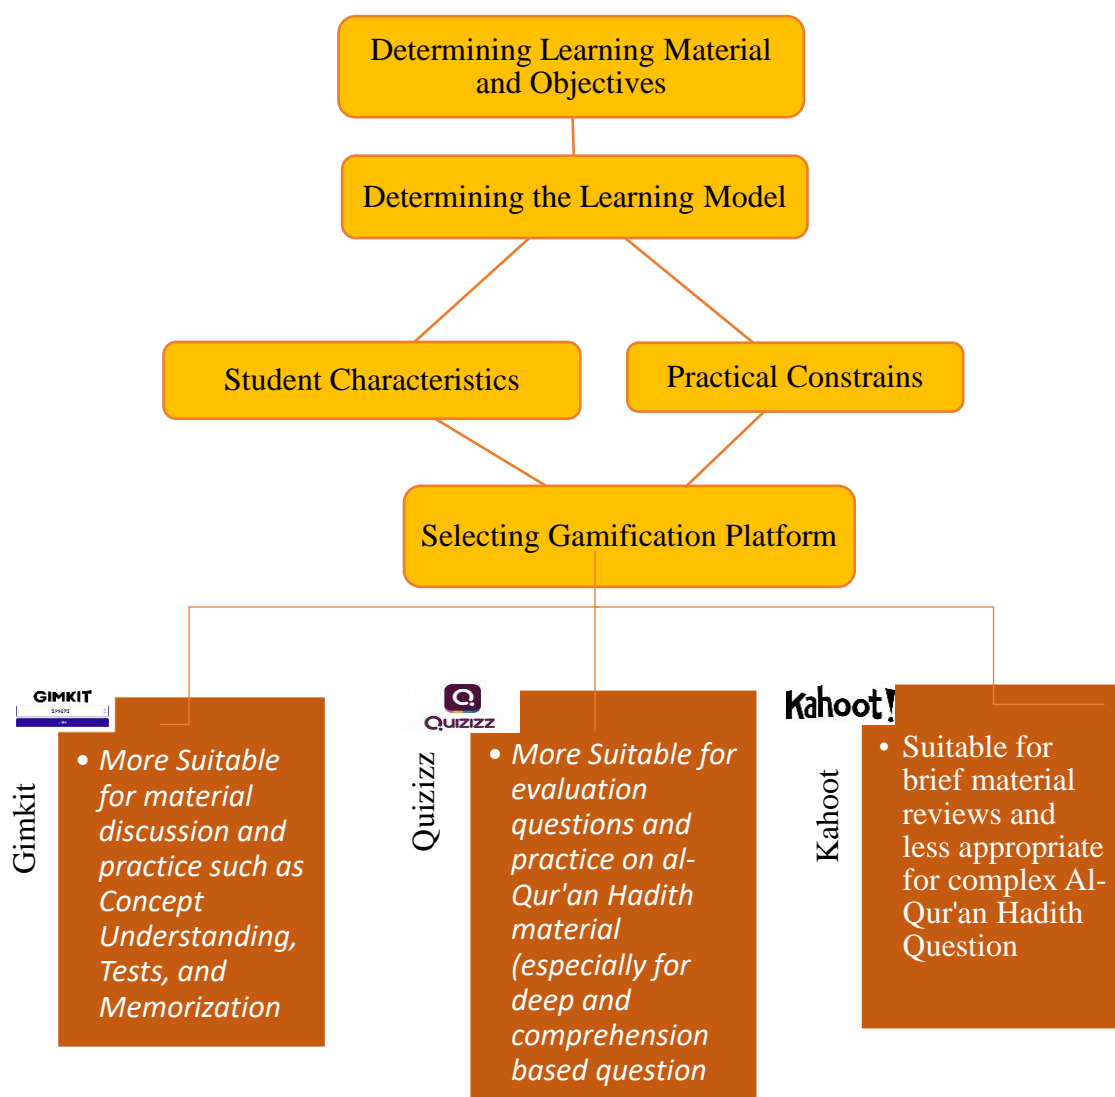 Determining Learning Material
and Objectives
Determining the Learning Model
Student Characteristics
Practical Constrains
Selecting Gamification Platform
GIMKIT
Gimkit
• More Suitable
for material
discussion and
practice such as
Concept
Understanding,
Tests, and
Memorization
Quizizz
Quizizz
• More Suitable for
evaluation
questions and
practice on al-
Qur'an Hadith
material
(especially for
deep and
comprehension
based question
Kahoot!
Kahoot
• Suitable for
brief material
reviews and
less appropriate
for complex Al-
Qur'an Hadith
Question